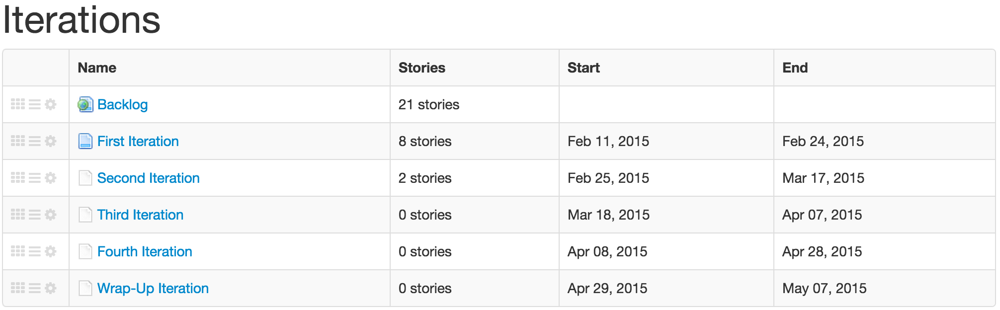 Iterations
Name Stories Start End
Backlog 21 stories
First Iteration 8 stories Feb 11, 2015 Feb 24, 2015
Second Iteration 2 stories Feb 25, 2015 Mar 17, 2015
Third Iteration 0 stories Mar 18, 2015 Apr 07, 2015
Fourth Iteration 0 stories Apr 08, 2015 Apr 28, 2015
Wrap-Up Iteration 0 stories Apr 29, 2015 May 07, 2015